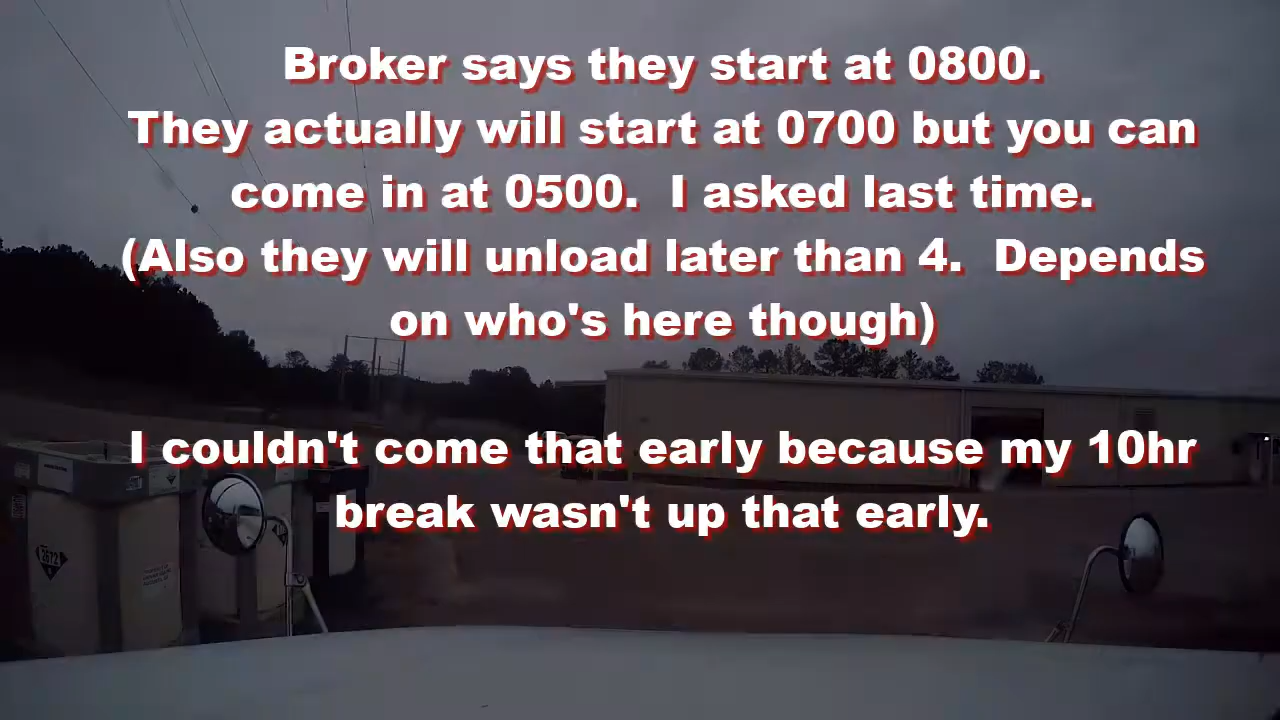 Broker says they start at 0800.
They actually will start at 0700 but you can
come in at 0500.  I asked last time.
(Also they will unload later than 4.  Depends
on who's here though)
I couldn't come that early because my 10hr
break wasn't up that early.
2672